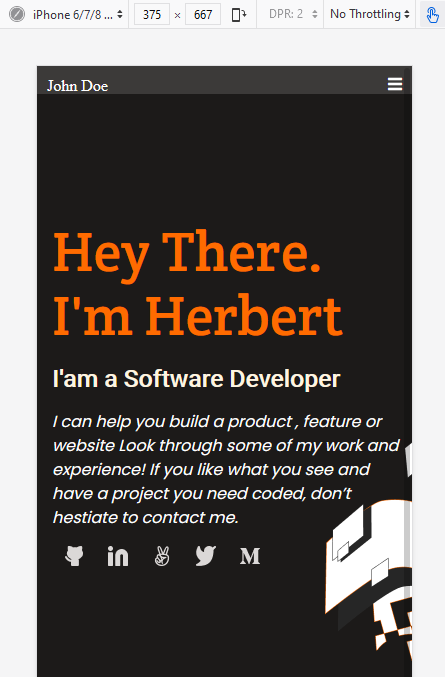 iPhone 6/7/8 ... 375 × 667 DPR: 2 No Throttling
John Doe
Hey There.
I'm Herbert
I'am a Software Developer
I can help you build a product , feature or
website Look through some of my work and
experience! If you like what you see and
have a project you need coded, don't
hestiate to contact me.